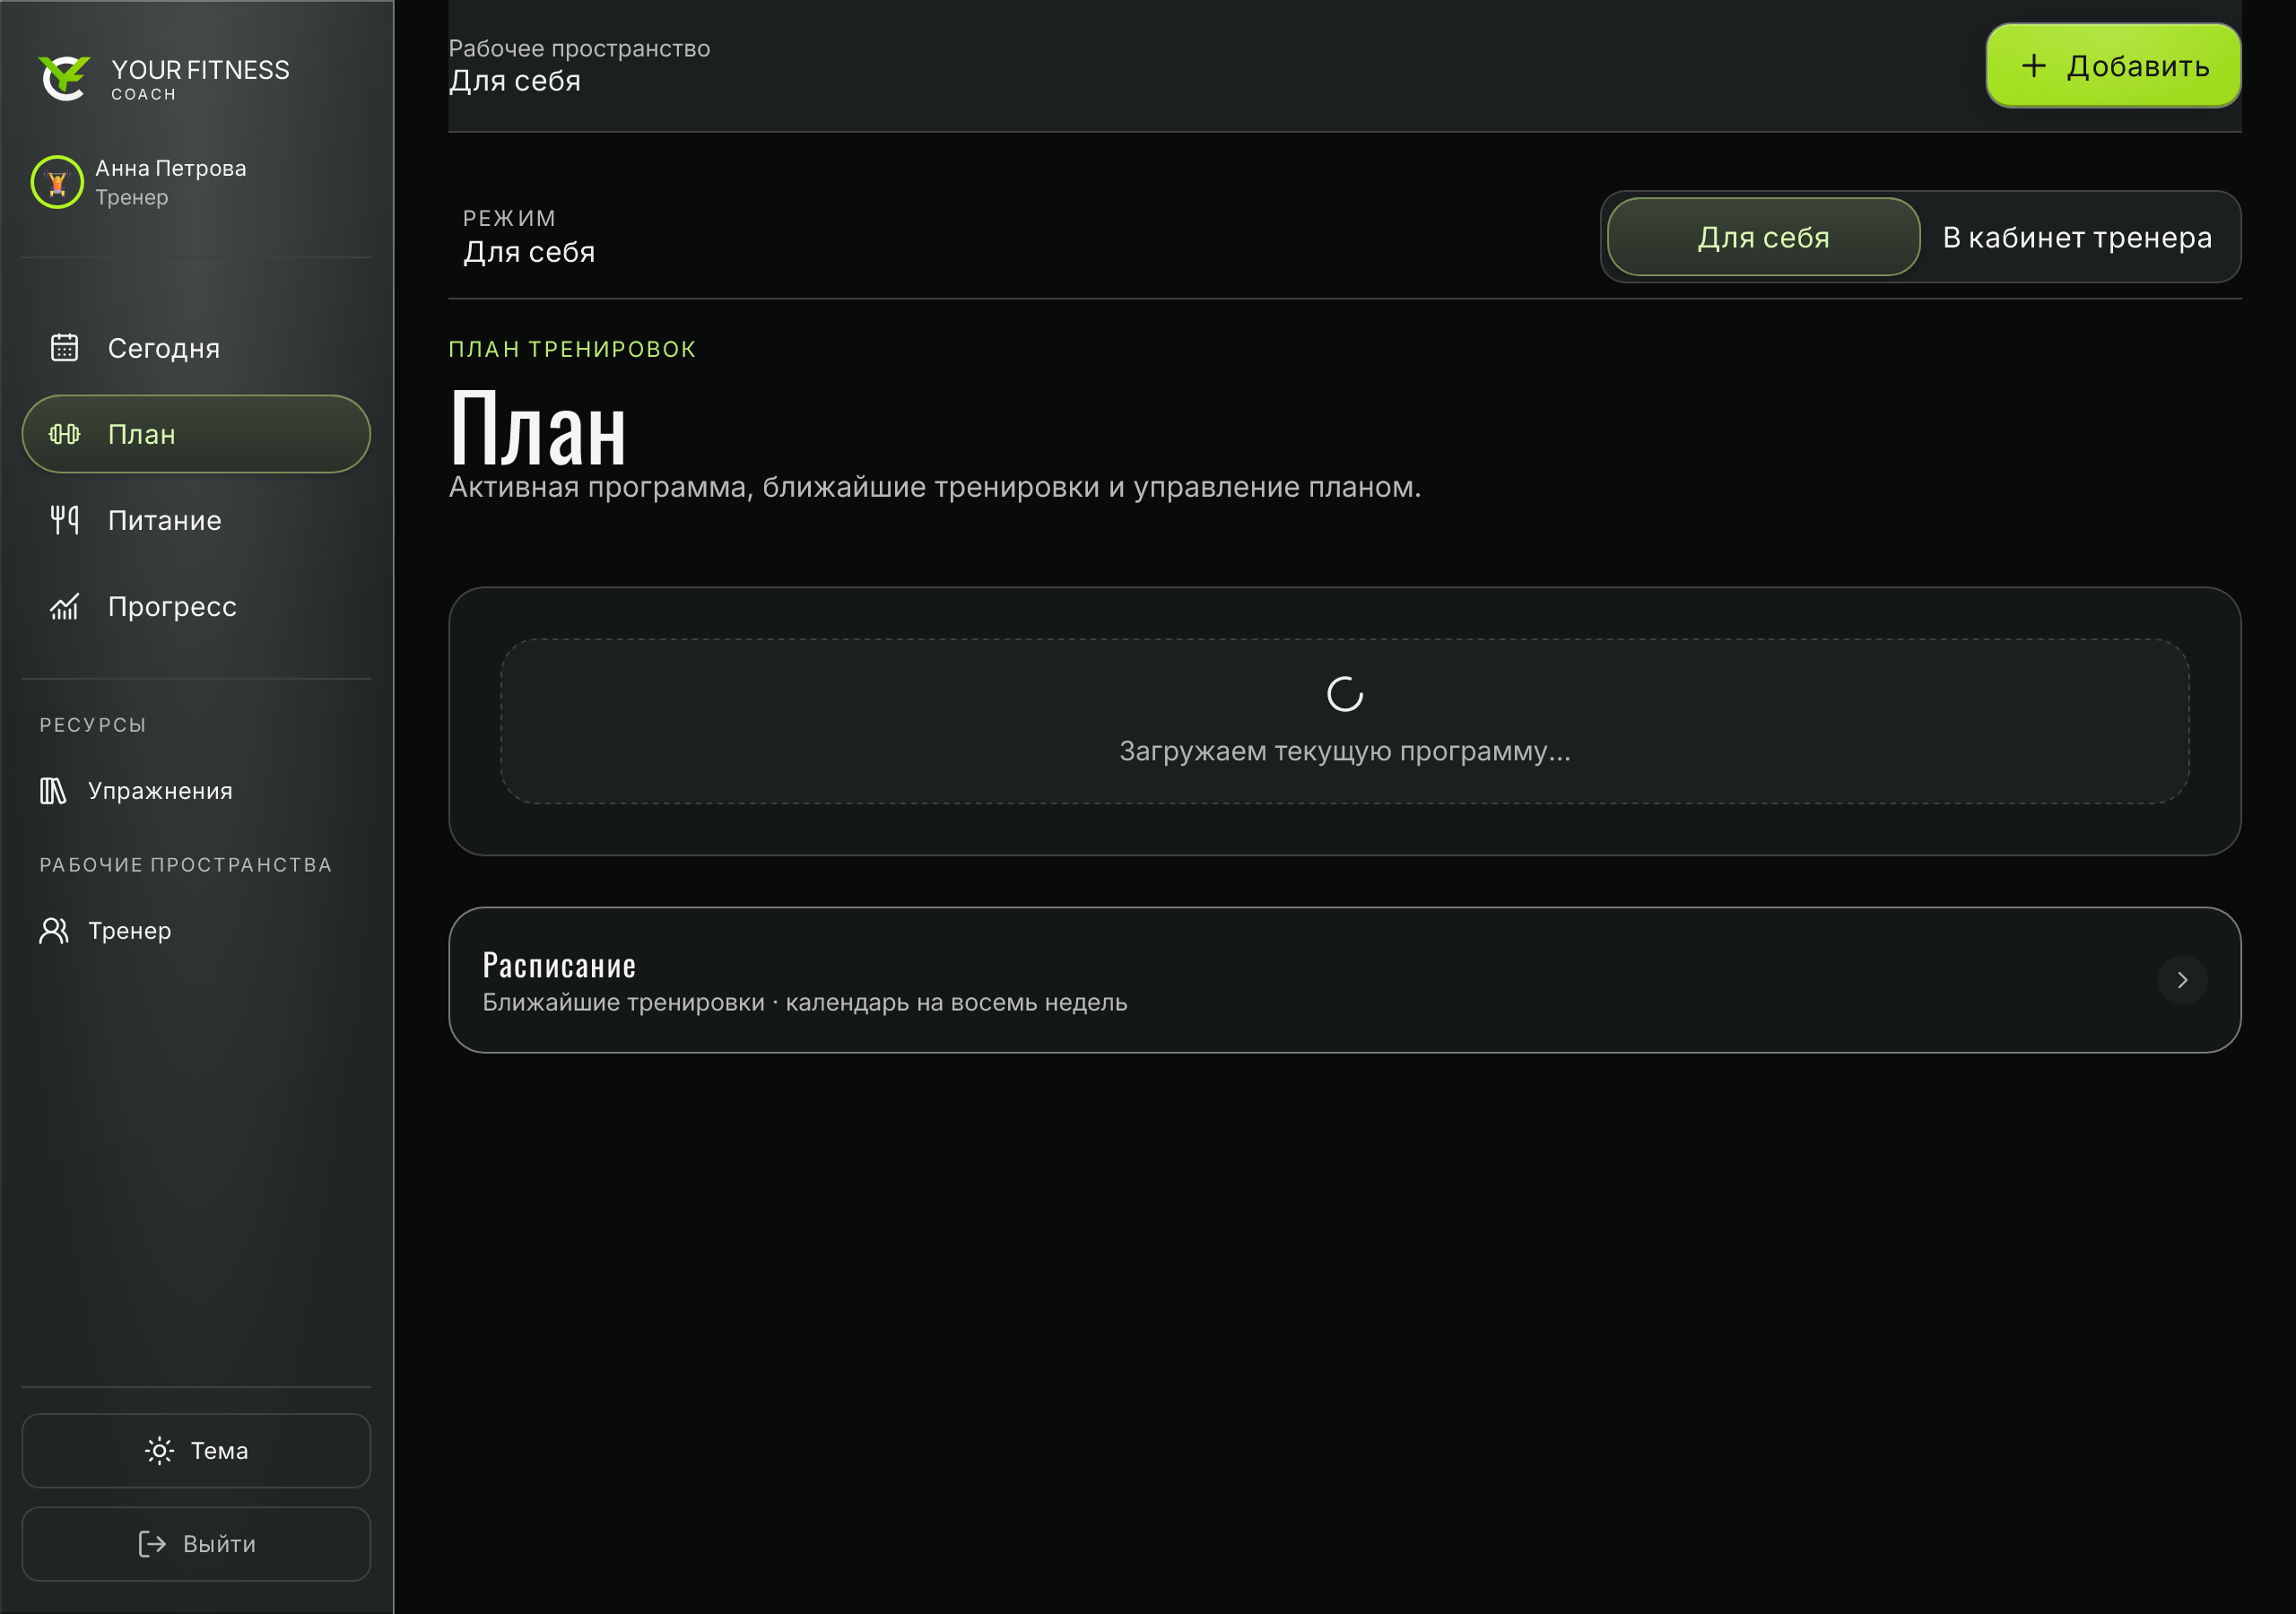 YOUR FITNESS
COACH
Анна Петрова
Тренер
Сегодня
План
Питание
Прогресс
РЕСУРСЫ
Упражнения
РАБОЧИЕ ПРОСТРАНСТВА
Тренер
Тема
Выйти
Рабочее пространство
Для себя
Добавить
РЕЖИМ
Для себя
Для себя
В кабинет тренера
ПЛАН ТРЕНИРОВОК
План
Активная программа, ближайшие тренировки и управление планом.
Загружаем текущую программу...
Расписание
Ближайшие тренировки · календарь на восемь недель